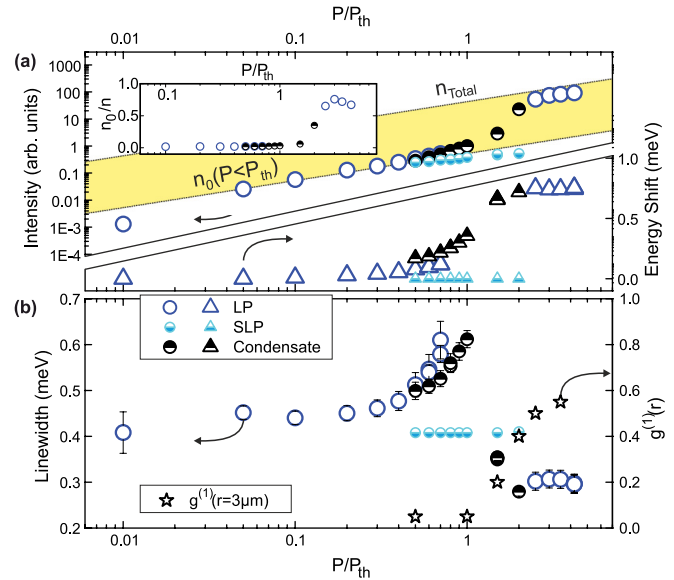 P/P_th
0.01 0.1 1
(a)
1000
100
10
1
0.1
0.01
1E-3
1E-4
Intensity (arb. units)
P/P_th
0.1 1
1.0
0.5
0.0
n_0/n
n_Total
n_0(P<P_th)
1.0
0.5
0.0
Energy Shift (meV)
(b)
0.7
0.6
0.5
0.4
0.3
0.2
Linewidth (meV)
LP
SLP
Condensate
g^(1)(r=3μm)
1.0
0.8
0.6
0.4
0.2
0.0
g^(1)(r)
0.01 0.1 1
P/P_th